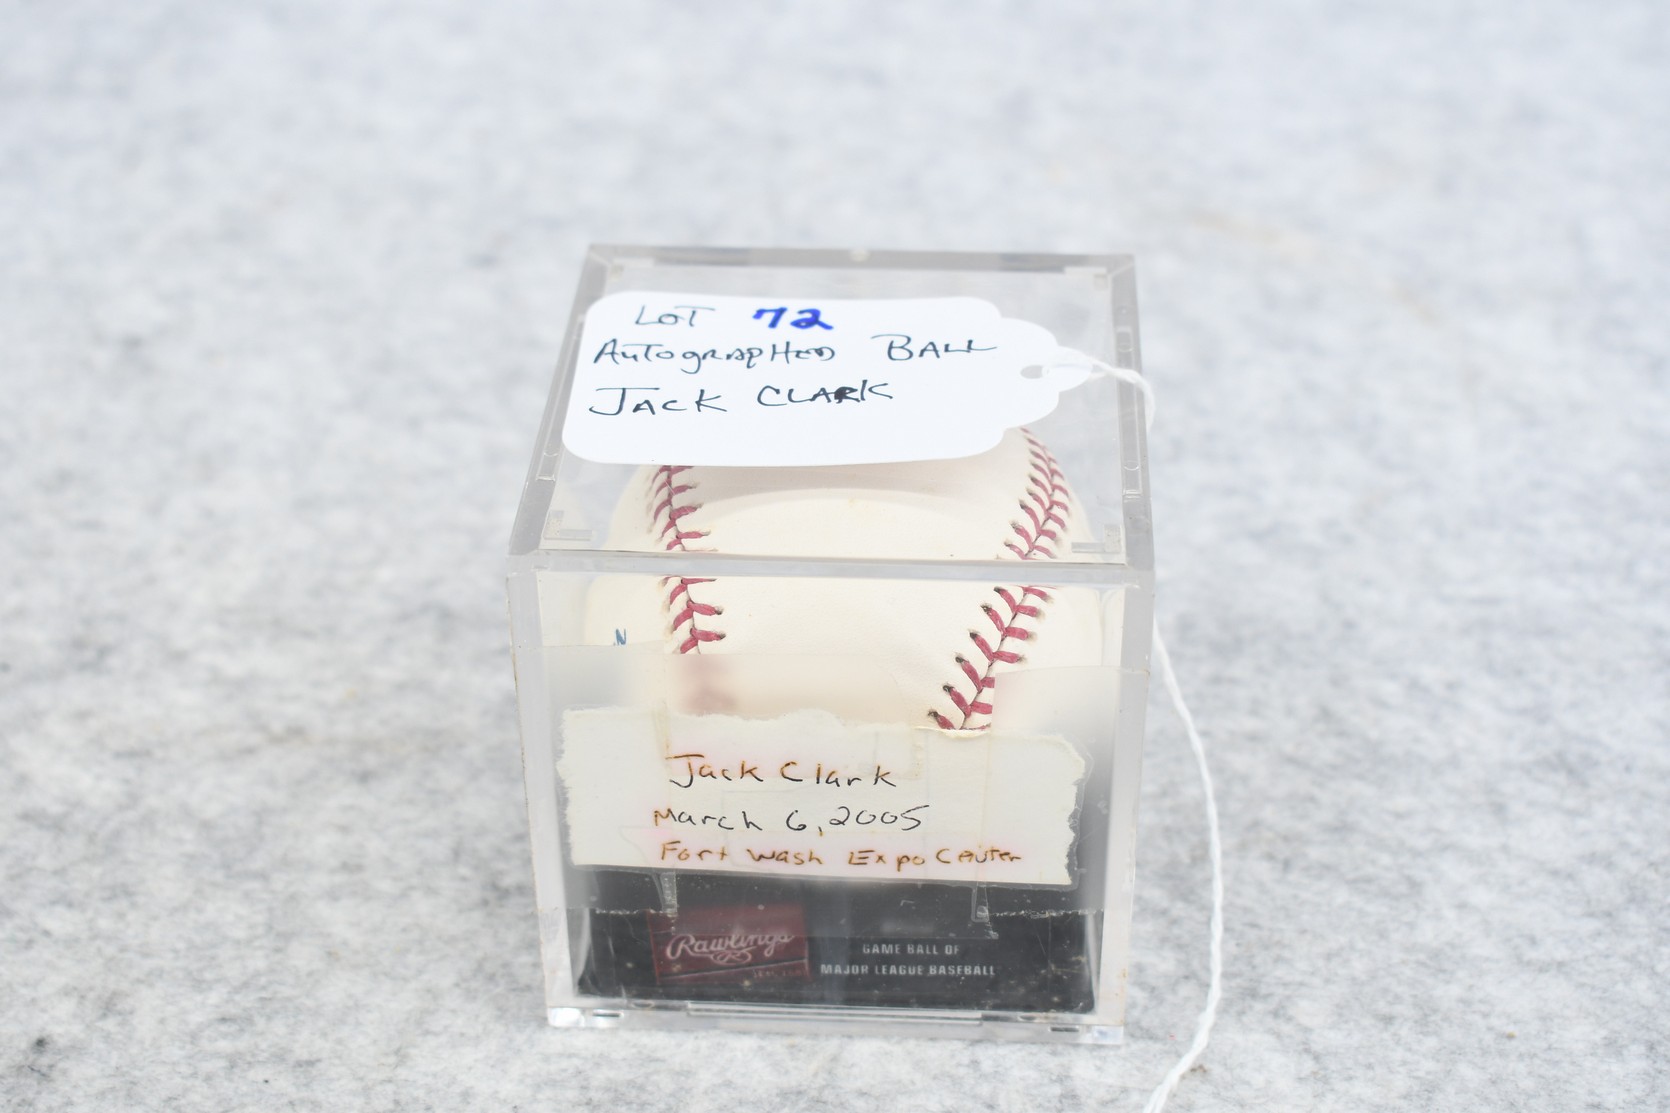 LOT 72
AUTOGRAPHED BALL
JACK CLARK
N
Jack Clark
March 6, 2005
Fort Wash Expo Center
Rawlings
GAME BALL OF
MAJOR LEAGUE BASEBALL